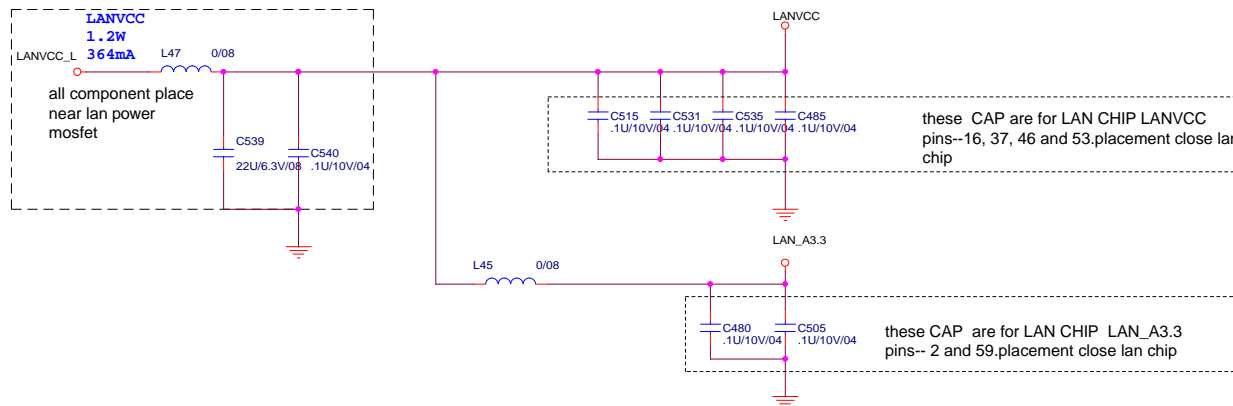 LANVCC
1.2W
364mA
LANVCC_L
L47 0/08
all component place
near lan power
mosfet
C539
22U/6.3V/08
C540
.1U/10V/04
LANVCC
C515
.1U/10V/04
C531
.1U/10V/04
C535
.1U/10V/04
C485
.1U/10V/04
these CAP are for LAN CHIP LANVCC
pins--16, 37, 46 and 53.placement close lan
chip
LAN_A3.3
L45 0/08
C480
.1U/10V/04
C505
.1U/10V/04
these CAP are for LAN CHIP LAN_A3.3
pins-- 2 and 59.placement close lan chip